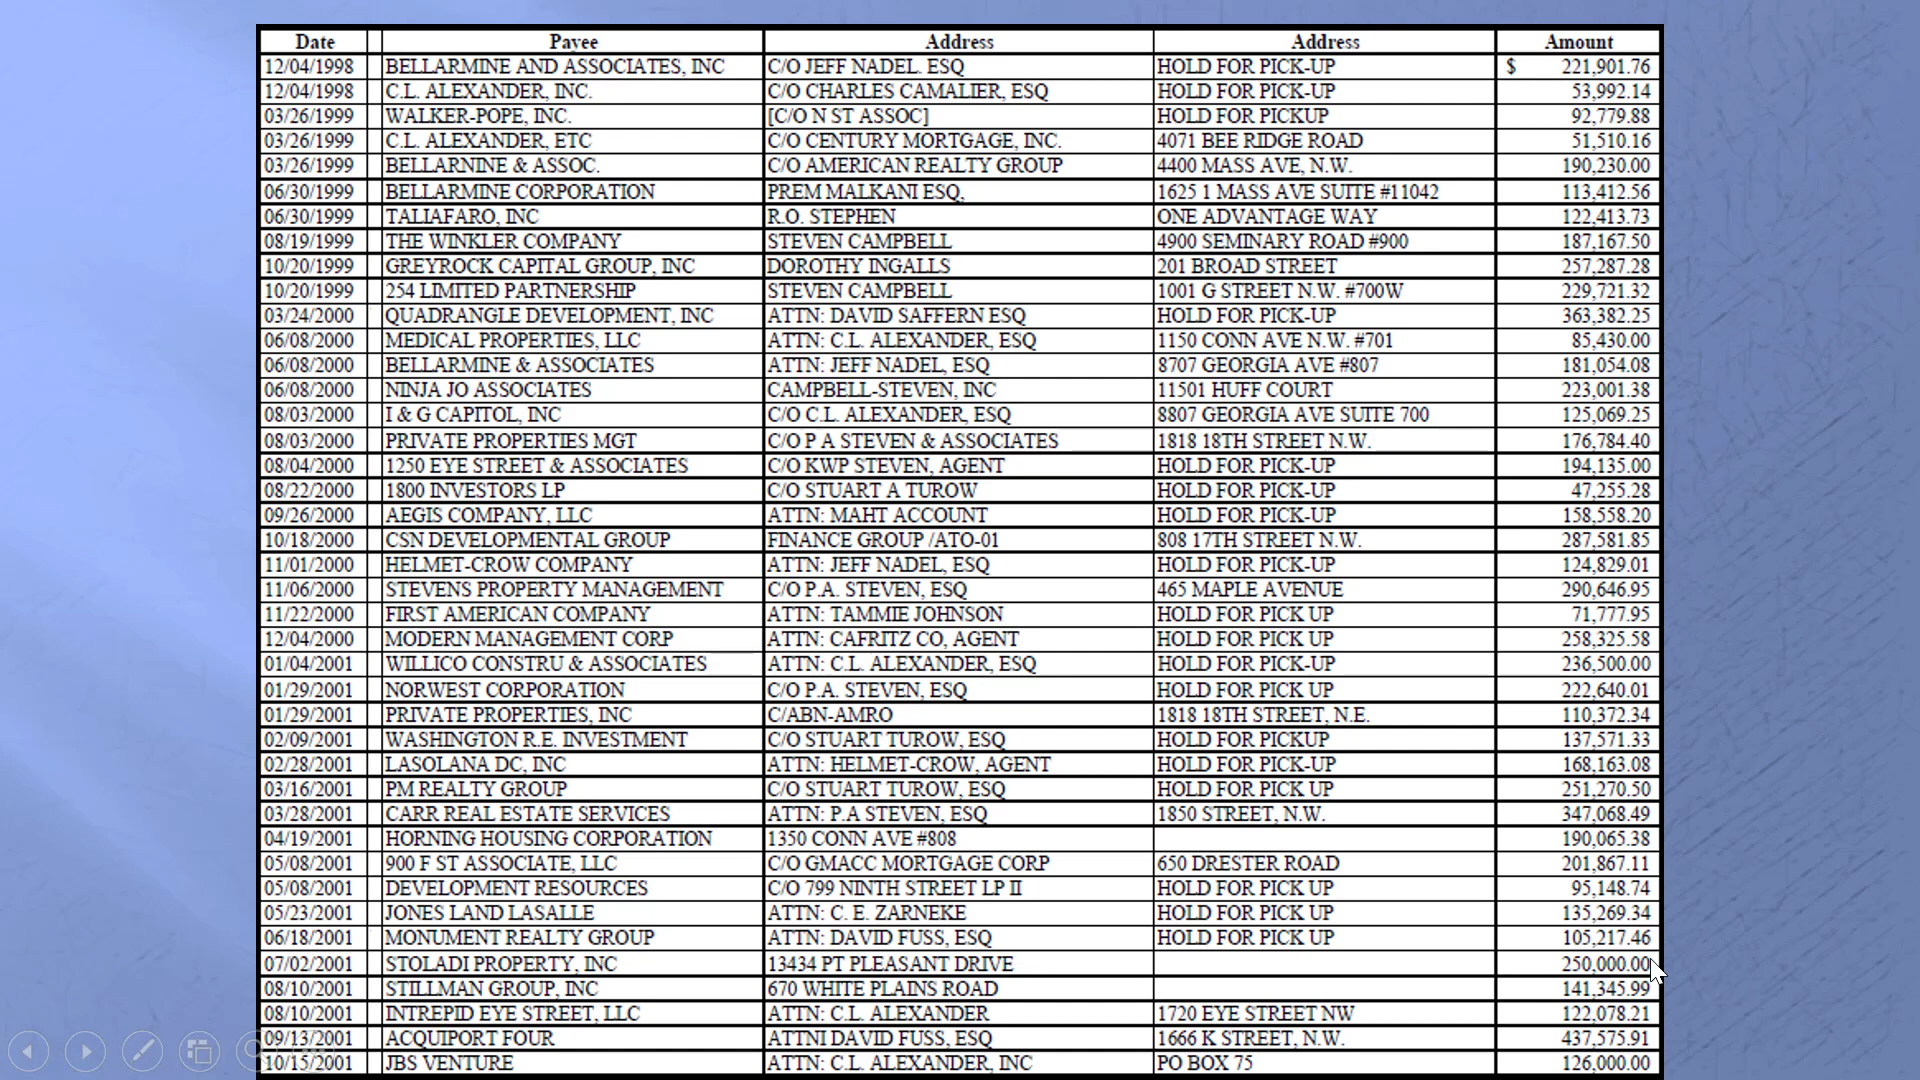 Date Payee Address Address Amount
12/04/1998 BELLARMINE AND ASSOCIATES, INC C/O JEFF NADEL. ESQ HOLD FOR PICK-UP $ 221,901.76
12/04/1998 C.L. ALEXANDER, INC. C/O CHARLES CAMALIER, ESQ HOLD FOR PICK-UP 53,992.14
03/26/1999 WALKER-POPE, INC. [C/O N ST ASSOC] HOLD FOR PICKUP 92,779.88
03/26/1999 C.L. ALEXANDER, ETC C/O CENTURY MORTGAGE, INC. 4071 BEE RIDGE ROAD 51,510.16
03/26/1999 BELLARNINE & ASSOC. C/O AMERICAN REALTY GROUP 4400 MASS AVE, N.W. 190,230.00
06/30/1999 BELLARMINE CORPORATION PREM MALKANI ESQ, 1625 1 MASS AVE SUITE #11042 113,412.56
06/30/1999 TALIAFARO, INC R.O. STEPHEN ONE ADVANTAGE WAY 122,413.73
08/19/1999 THE WINKLER COMPANY STEVEN CAMPBELL 4900 SEMINARY ROAD #900 187,167.50
10/20/1999 GREYROCK CAPITAL GROUP, INC DOROTHY INGALLS 201 BROAD STREET 257,287.28
10/20/1999 254 LIMITED PARTNERSHIP STEVEN CAMPBELL 1001 G STREET N.W. #700W 229,721.32
03/24/2000 QUADRANGLE DEVELOPMENT, INC ATTN: DAVID SAFFERN ESQ HOLD FOR PICK-UP 363,382.25
06/08/2000 MEDICAL PROPERTIES, LLC ATTN: C.L. ALEXANDER, ESQ 1150 CONN AVE N.W. #701 85,430.00
06/08/2000 BELLARMINE & ASSOCIATES ATTN: JEFF NADEL, ESQ 8707 GEORGIA AVE #807 181,054.08
06/08/2000 NINJA JO ASSOCIATES CAMPBELL-STEVEN, INC 11501 HUFF COURT 223,001.38
08/03/2000 I & G CAPITOL, INC C/O C.L. ALEXANDER, ESQ 8807 GEORGIA AVE SUITE 700 125,069.25
08/03/2000 PRIVATE PROPERTIES MGT C/O P A STEVEN & ASSOCIATES 1818 18TH STREET N.W. 176,784.40
08/04/2000 1250 EYE STREET & ASSOCIATES C/O KWP STEVEN, AGENT HOLD FOR PICK-UP 194,135.00
08/22/2000 1800 INVESTORS LP C/O STUART A TUROW HOLD FOR PICK-UP 47,255.28
09/26/2000 AEGIS COMPANY, LLC ATTN: MAHT ACCOUNT HOLD FOR PICK-UP 158,558.20
10/18/2000 CSN DEVELOPMENTAL GROUP FINANCE GROUP /ATO-01 808 17TH STREET N.W. 287,581.85
11/01/2000 HELMET-CROW COMPANY ATTN: JEFF NADEL, ESQ HOLD FOR PICK-UP 124,829.01
11/06/2000 STEVENS PROPERTY MANAGEMENT C/O P.A. STEVEN, ESQ 465 MAPLE AVENUE 290,646.95
11/22/2000 FIRST AMERICAN COMPANY ATTN: TAMMIE JOHNSON HOLD FOR PICK UP 71,777.95
12/04/2000 MODERN MANAGEMENT CORP ATTN: CAFRITZ CO, AGENT HOLD FOR PICK UP 258,325.58
01/04/2001 WILLICO CONSTRU & ASSOCIATES ATTN: C.L. ALEXANDER, ESQ HOLD FOR PICK-UP 236,500.00
01/29/2001 NORWEST CORPORATION C/O P.A. STEVEN, ESQ HOLD FOR PICK UP 222,640.01
01/29/2001 PRIVATE PROPERTIES, INC C/ABN-AMRO 1818 18TH STREET, N.E. 110,372.34
02/09/2001 WASHINGTON R.E. INVESTMENT C/O STUART TUROW, ESQ HOLD FOR PICKUP 137,571.33
02/28/2001 LASOLANA DC, INC ATTN: HELMET-CROW, AGENT HOLD FOR PICK-UP 168,163.08
03/16/2001 PM REALTY GROUP C/O STUART TUROW, ESQ HOLD FOR PICK UP 251,270.50
03/28/2001 CARR REAL ESTATE SERVICES ATTN: P.A STEVEN, ESQ 1850 STREET, N.W. 347,068.49
04/19/2001 HORNING HOUSING CORPORATION 1350 CONN AVE #808 190,065.38
05/08/2001 900 F ST ASSOCIATE, LLC C/O GMACC MORTGAGE CORP 650 DRESTER ROAD 201,867.11
05/08/2001 DEVELOPMENT RESOURCES C/O 799 NINTH STREET LP II HOLD FOR PICK UP 95,148.74
05/23/2001 JONES LAND LASALLE ATTN: C. E. ZARNEKE HOLD FOR PICK UP 135,269.34
06/18/2001 MONUMENT REALTY GROUP ATTN: DAVID FUSS, ESQ HOLD FOR PICK UP 105,217.46
07/02/2001 STOLADI PROPERTY, INC 13434 PT PLEASANT DRIVE 250,000.00
08/10/2001 STILLMAN GROUP, INC 670 WHITE PLAINS ROAD 141,345.99
08/10/2001 INTREPID EYE STREET, LLC ATTN: C.L. ALEXANDER 1720 EYE STREET NW 122,078.21
09/13/2001 ACQUIPORT FOUR ATTNI DAVID FUSS, ESQ 1666 K STREET, N.W. 437,575.91
10/15/2001 JBS VENTURE ATTN: C.L. ALEXANDER, INC PO BOX 75 126,000.00